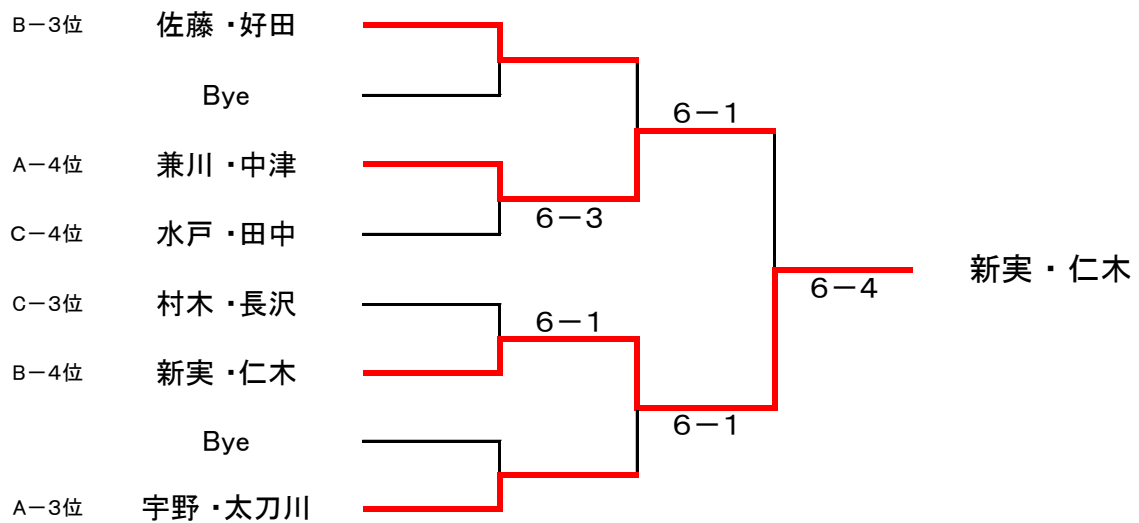 B－3位 佐藤・好田
Bye
6－1
A－4位 兼川・中津
6－3
C－4位 水戸・田中
新実・仁木
6－4
C－3位 村木・長沢
6－1
B－4位 新実・仁木
6－1
Bye
A－3位 宇野・太刀川